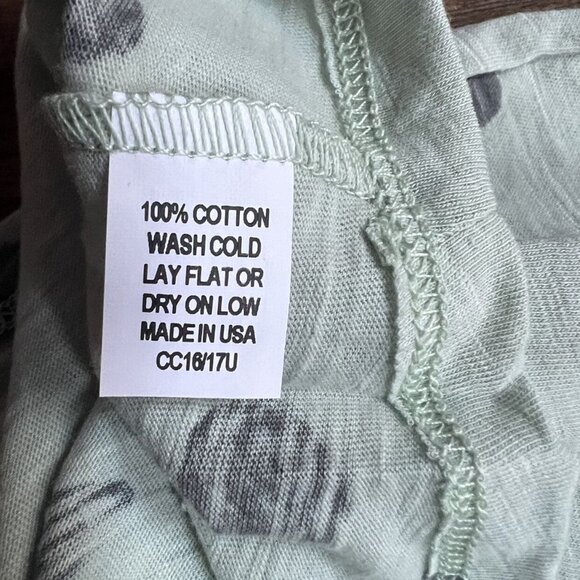 100% COTTON
WASH COLD
LAY FLAT OR
DRY ON LOW
MADE IN USA
CC16/17U